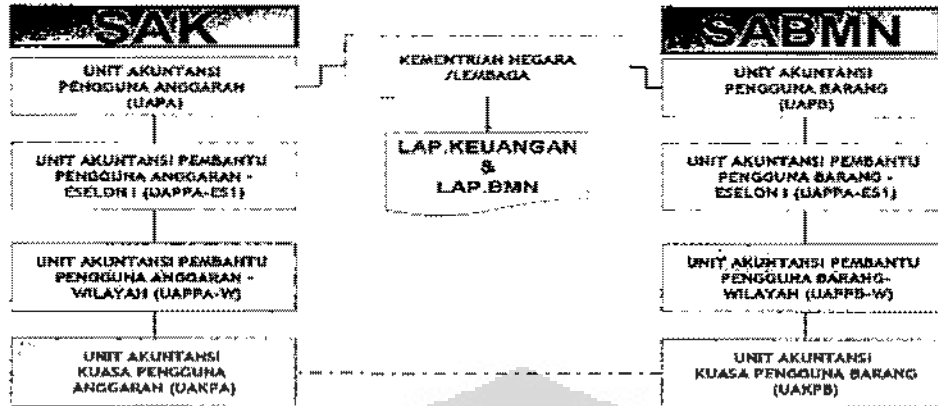 SAK
UNIT AKUNTANSI
PENGGUNA ANGGARAN
(UAPA)
UNIT AKUNTANSI PEMBANTU
PENGGUNA ANGGARAN -
ESELON I (UAPPA-ES1)
UNIT AKUNTANSI PEMBANTU
PENGGUNA ANGGARAN -
WILAYAH (UAPPA-W)
UNIT AKUNTANSI
KUASA PENGGUNA
ANGGARAN (UAKPA)
KEMENTRIAN NEGARA
/LEMBAGA
LAP.KEUANGAN
&
LAP.BMN
SABMN
UNIT AKUNTANSI
PENGGUNA BARANG
(UAPB)
UNIT AKUNTANSI PEMBANTU
PENGGUNA BARANG -
ESELON I (UAPPA-ES1)
UNIT AKUNTANSI PEMBANTU
PENGGUNA BARANG-
WILAYAH (UAPPB-W)
UNIT AKUNTANSI
KUASA PENGGUNA BARANG
(UAKPB)